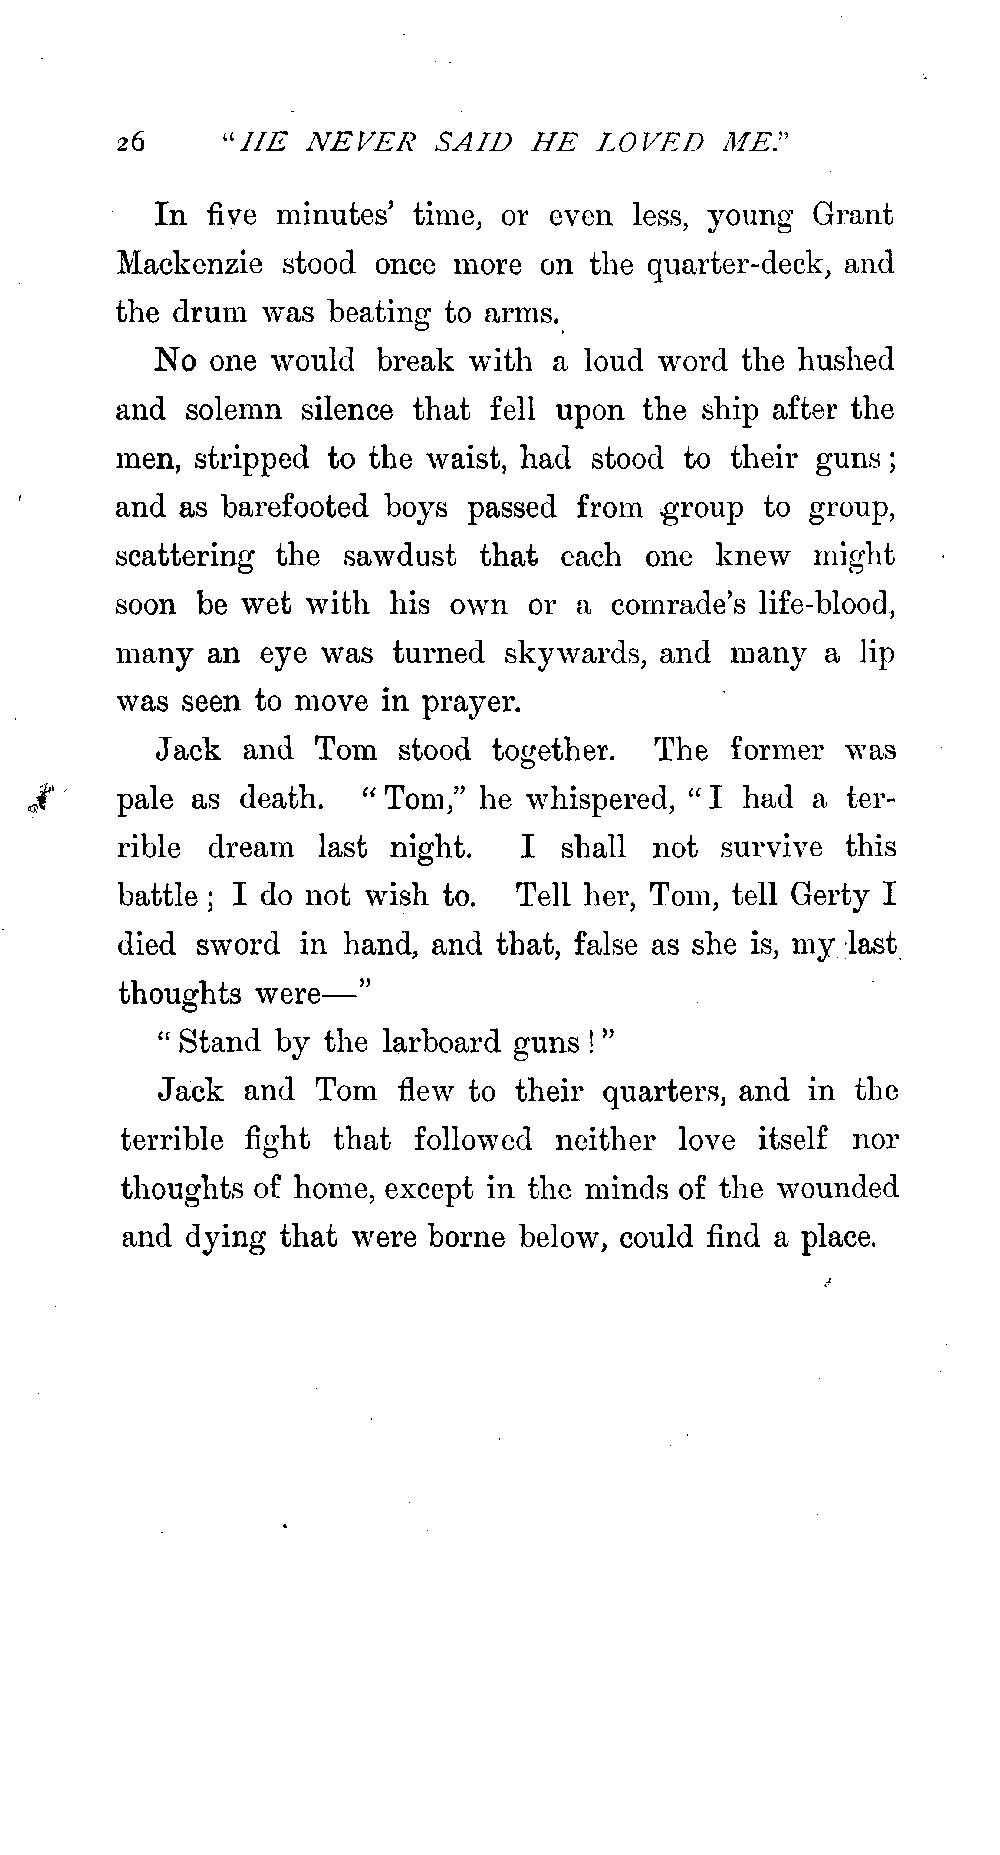 26 "HE NEVER SAID HE LOVED ME."
In five minutes' time, or even less, young Grant
Mackenzie stood once more on the quarter-deck, and
the drum was beating to arms.
No one would break with a loud word the hushed
and solemn silence that fell upon the ship after the
men, stripped to the waist, had stood to their guns;
and as barefooted boys passed from group to group,
scattering the sawdust that each one knew might
soon be wet with his own or a comrade's life-blood,
many an eye was turned skywards, and many a lip
was seen to move in prayer.
Jack and Tom stood together. The former was
pale as death. "Tom," he whispered, "I had a ter-
rible dream last night. I shall not survive this
battle; I do not wish to. Tell her, Tom, tell Gerty I
died sword in hand, and that, false as she is, my last
thoughts were—"
"Stand by the larboard guns!"
Jack and Tom flew to their quarters, and in the
terrible fight that followed neither love itself nor
thoughts of home, except in the minds of the wounded
and dying that were borne below, could find a place.